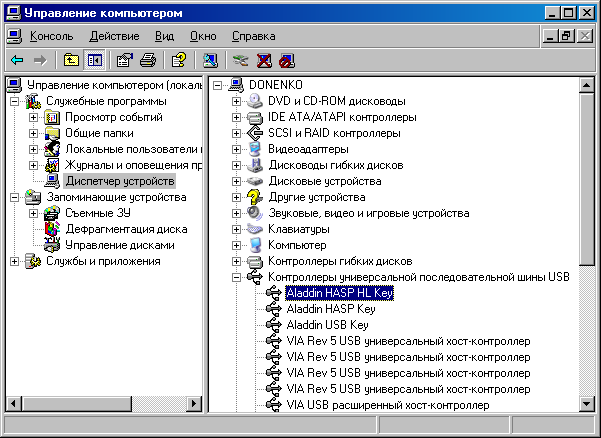 Управление компьютером
Консоль Действие Вид Окно Справка
Управление компьютером (локаль
Служебные программы
Просмотр событий
Общие папки
Локальные пользователи и
Журналы и оповещения пр
Диспетчер устройств
Запоминающие устройства
Съемные ЗУ
Дефрагментация диска
Управление дисками
Службы и приложения
DONENKO
DVD и CD-ROM дисководы
IDE ATA/ATAPI контроллеры
SCSI и RAID контроллеры
Видеоадаптеры
Дисководы гибких дисков
Дисковые устройства
Другие устройства
Звуковые, видео и игровые устройства
Клавиатуры
Компьютер
Контроллеры гибких дисков
Контроллеры универсальной последовательной шины USB
Aladdin HASP HL Key
Aladdin HASP Key
Aladdin USB Key
VIA Rev 5 USB универсальный хост-контроллер
VIA Rev 5 USB универсальный хост-контроллер
VIA Rev 5 USB универсальный хост-контроллер
VIA Rev 5 USB универсальный хост-контроллер
VIA USB расширенный хост-контроллер